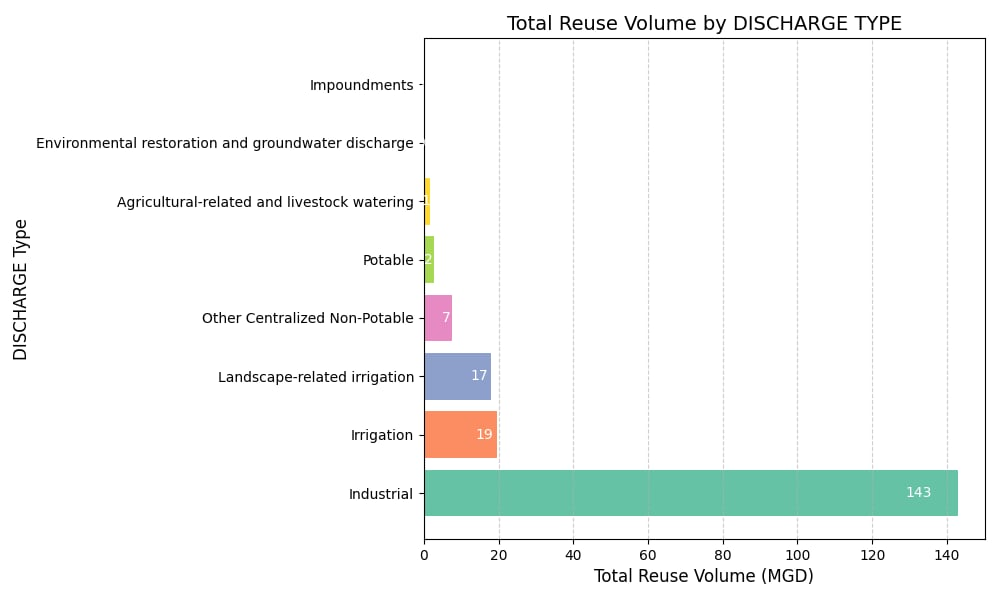 Total Reuse Volume by DISCHARGE TYPE
Impoundments
Environmental restoration and groundwater discharge
Agricultural-related and livestock watering
1
Potable
2
Other Centralized Non-Potable
7
Landscape-related irrigation
17
Irrigation
19
Industrial
143
DISCHARGE Type
0 20 40 60 80 100 120 140
Total Reuse Volume (MGD)